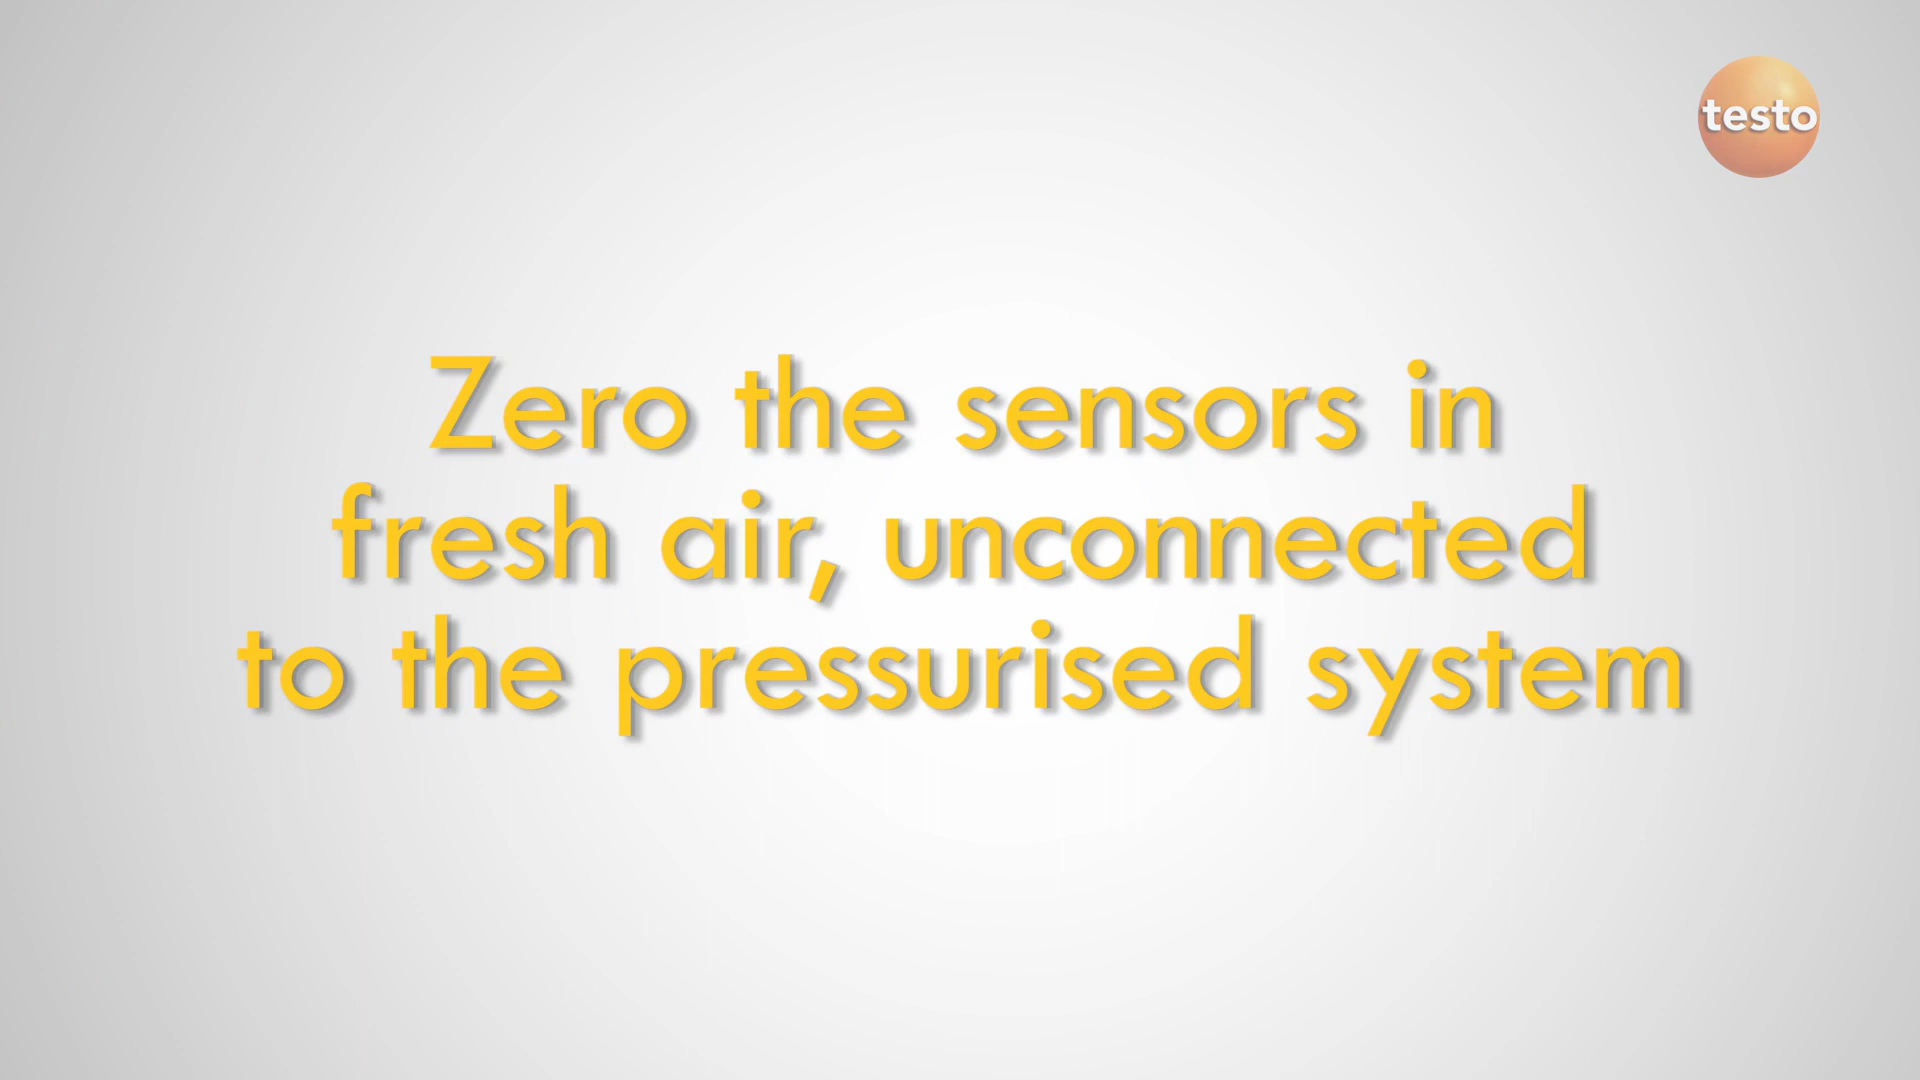 testo
Zero the sensors in
fresh air, unconnected
to the pressurised system